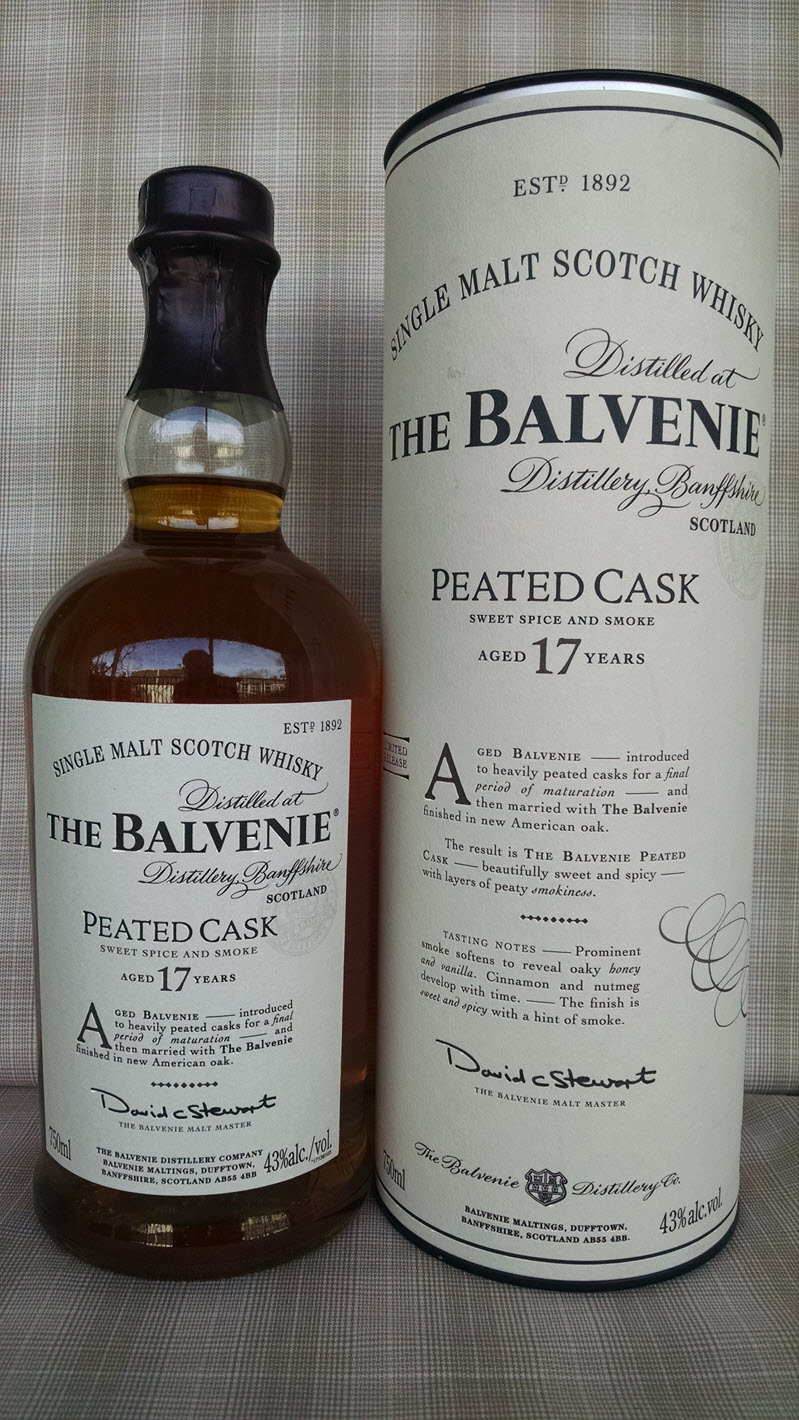 ESTD 1892
SINGLE MALT SCOTCH WHISKY
Distilled at
THE BALVENIE®
Distillery, Banffshire
SCOTLAND
PEATED CASK
SWEET SPICE AND SMOKE
AGED 17 YEARS
AGED BALVENIE — introduced
to heavily peated casks for a final
period of maturation — and
then married with The Balvenie
finished in new American oak.
David C Stewart
THE BALVENIE MALT MASTER
750ml
THE BALVENIE DISTILLERY COMPANY
BALVENIE MALTINGS, DUFFTOWN,
BANFFSHIRE, SCOTLAND AB55 4BB
43%alc./vol.
ESTD 1892
SINGLE MALT SCOTCH WHISKY
Distilled at
THE BALVENIE®
Distillery, Banffshire
SCOTLAND
PEATED CASK
SWEET SPICE AND SMOKE
AGED 17 YEARS
LIMITED
RELEASE
AGED BALVENIE — introduced
to heavily peated casks for a final
period of maturation — and
then married with The Balvenie
finished in new American oak.
The result is THE BALVENIE PEATED
CASK — beautifully sweet and spicy —
with layers of peaty smokiness.
TASTING NOTES — Prominent
smoke softens to reveal oaky honey
and vanilla. Cinnamon and nutmeg
develop with time. — The finish is
sweet and spicy with a hint of smoke.
David C Stewart
THE BALVENIE MALT MASTER
The Balvenie Distillery Co.
750ml
BALVENIE MALTINGS, DUFFTOWN,
BANFFSHIRE, SCOTLAND AB55 4BB.
43%alc.vol.